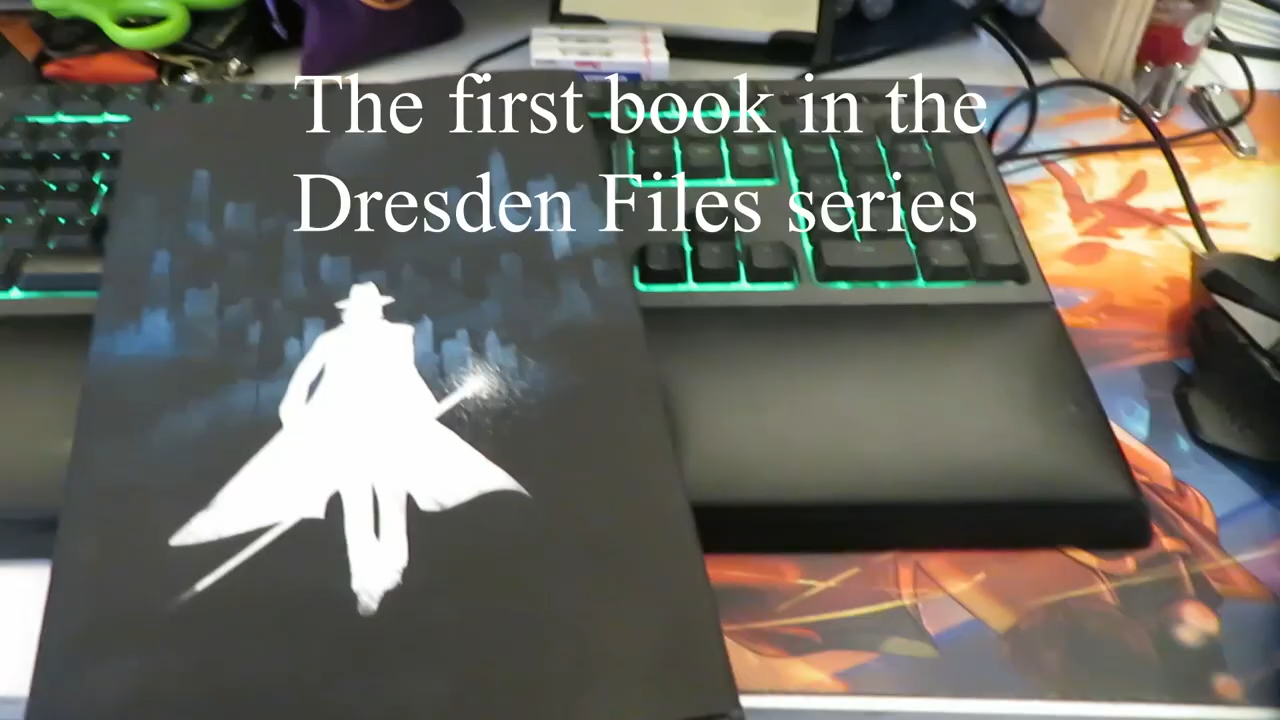 The first book in the
Dresden Files series